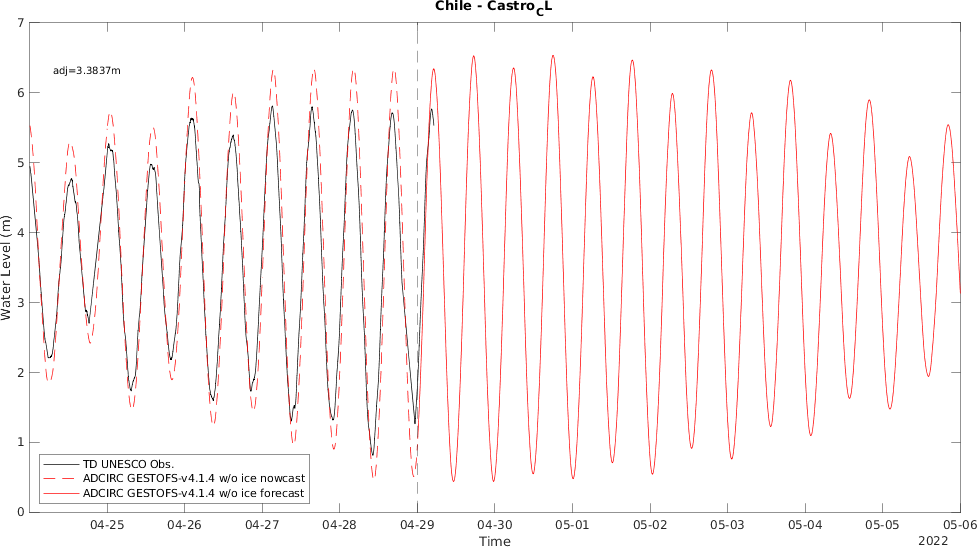 Chile - Castro_CL
7
adj=3.3837m
6
5
4
Water Level (m)
3
2
1
TD UNESCO Obs.
ADCIRC GESTOFS-v4.1.4 w/o ice nowcast
ADCIRC GESTOFS-v4.1.4 w/o ice forecast
0
04-25 04-26 04-27 04-28 04-29 04-30 05-01 05-02 05-03 05-04 05-05 05-06
Time
2022